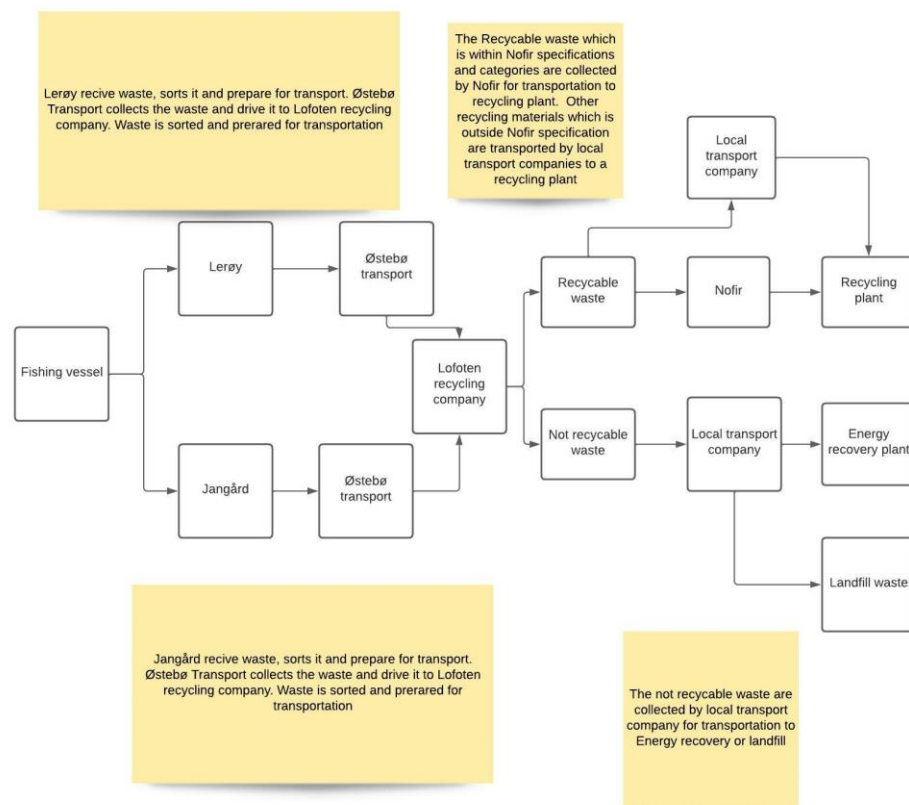 Lerøy recive waste, sorts it and prepare for transport. Østebø
Transport collects the waste and drive it to Lofoten recycling
company. Waste is sorted and prerared for transportation
The Recycable waste which
is within Nofir specifications
and categories are collected
by Nofir for transportation to
recycling plant.  Other
recycling materials which is
outside Nofir specification
are transported by local
transport companies to a
recycling plant
Local
transport
company
Lerøy
Østebø
transport
Recycable
waste
Nofir
Recycling
plant
Fishing vessel
Lofoten
recycling
company
Not recycable
waste
Local transport
company
Energy
recovery plant
Jangård
Østebø
transport
Landfill waste
Jangård recive waste, sorts it and prepare for transport.
Østebø Transport collects the waste and drive it to Lofoten
recycling company. Waste is sorted and prerared for
transportation
The not recycable waste are
collected by local transport
company for transportation to
Energy recovery or landfill